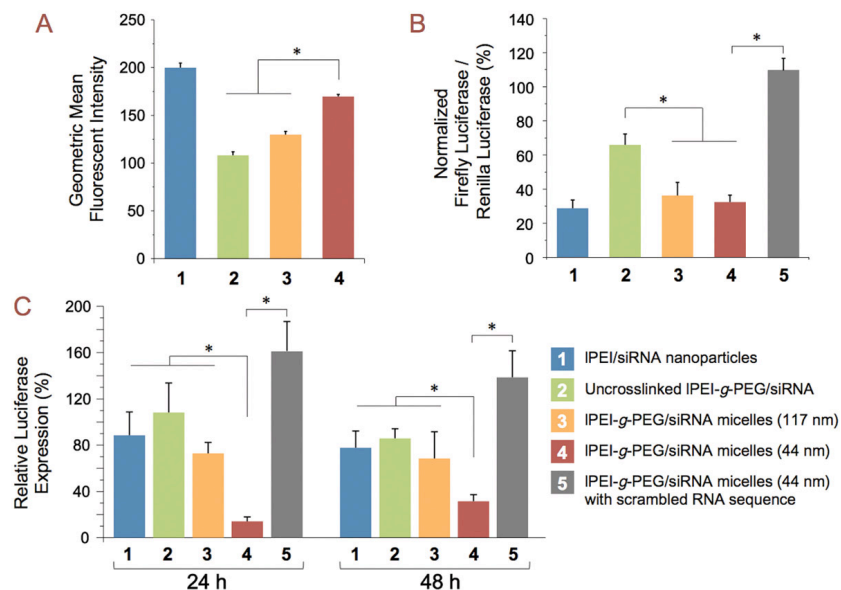 A
Geometric Mean
Fluorescent Intensity
250
200
150
100
50
0
*
1 2 3 4
B
Normalized
Firefly Luciferase /
Renilla Luciferase (%)
140
120
100
80
60
40
20
0
* *
1 2 3 4 5
C
Relative Luciferase
Expression (%)
200
160
120
80
40
0
* * * *
1 2 3 4 5 1 2 3 4 5
24 h 48 h
1 lPEI/siRNA nanoparticles
2 Uncrosslinked lPEI-g-PEG/siRNA
3 lPEI-g-PEG/siRNA micelles (117 nm)
4 lPEI-g-PEG/siRNA micelles (44 nm)
5 lPEI-g-PEG/siRNA micelles (44 nm)
with scrambled RNA sequence